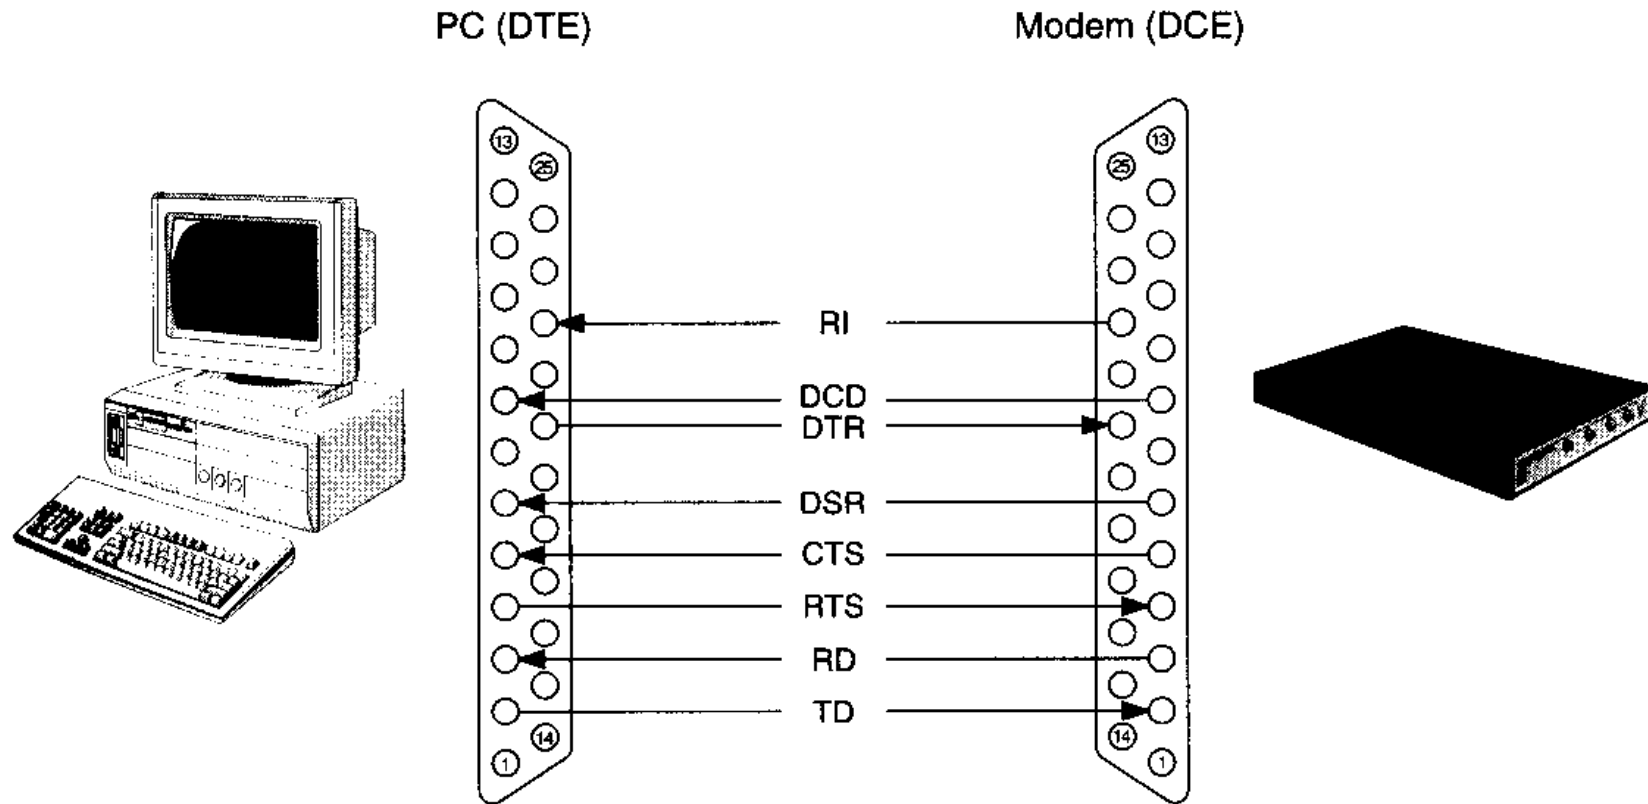 PC (DTE) Modem (DCE)
13 13
25 25
RI
DCD
DTR
DSR
CTS
RTS
RD
TD
14 14
1 1